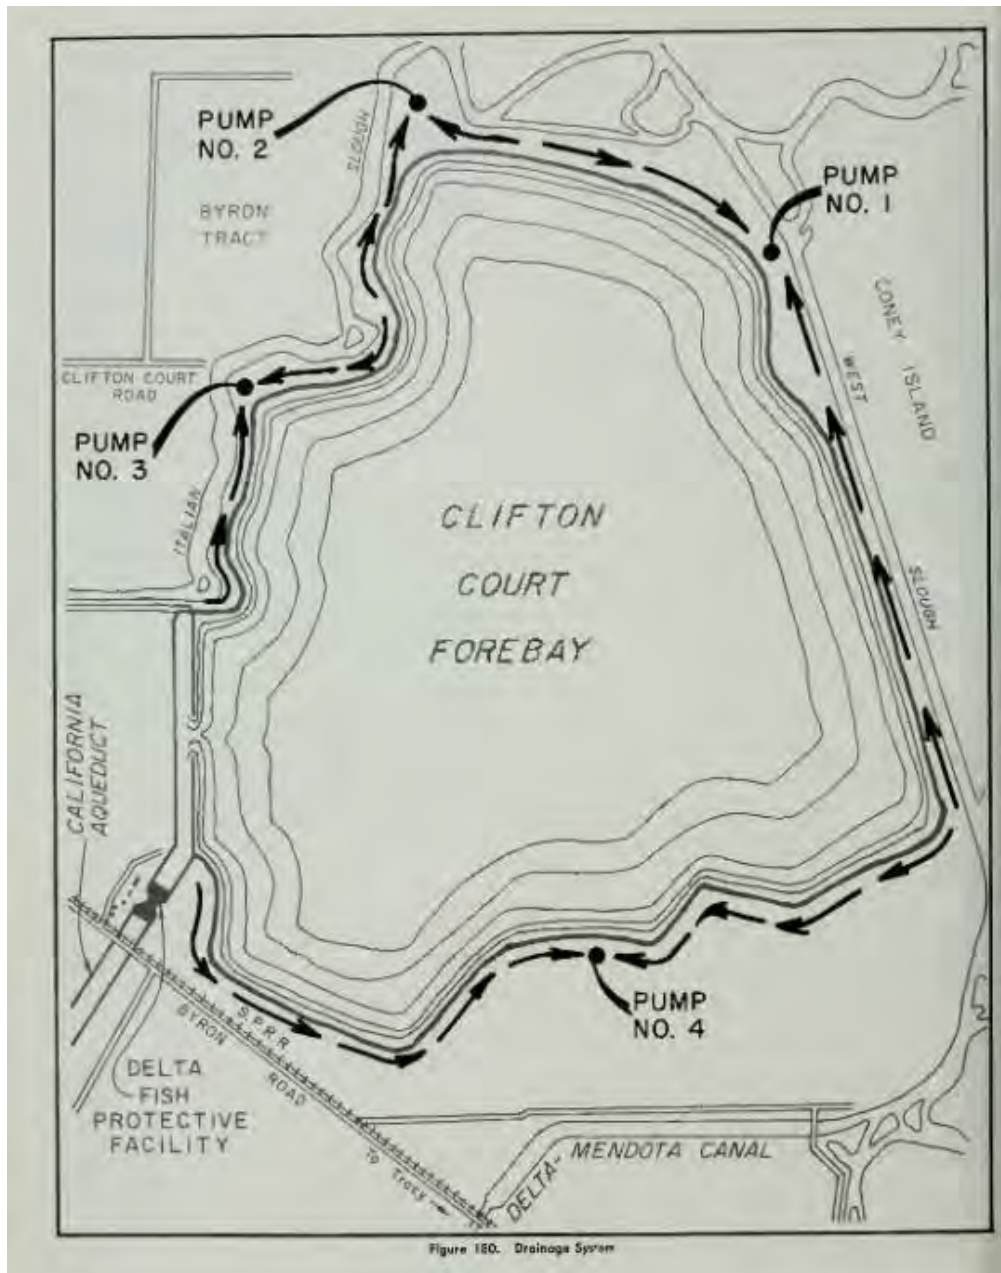 PUMP
NO. 2
SLOUGH
BYRON
TRACT
PUMP
NO. 1
CONEY ISLAND
WEST
CLIFTON COURT
ROAD
PUMP
NO. 3
ITALIAN
CLIFTON
COURT
FOREBAY
SLOUGH
CALIFORNIA
AQUEDUCT
PUMP
NO. 4
S.P.R.R.
BYRON
ROAD
DELTA
FISH
PROTECTIVE
FACILITY
To Tracy
DELTA-
MENDOTA CANAL
Figure 180. Drainage System